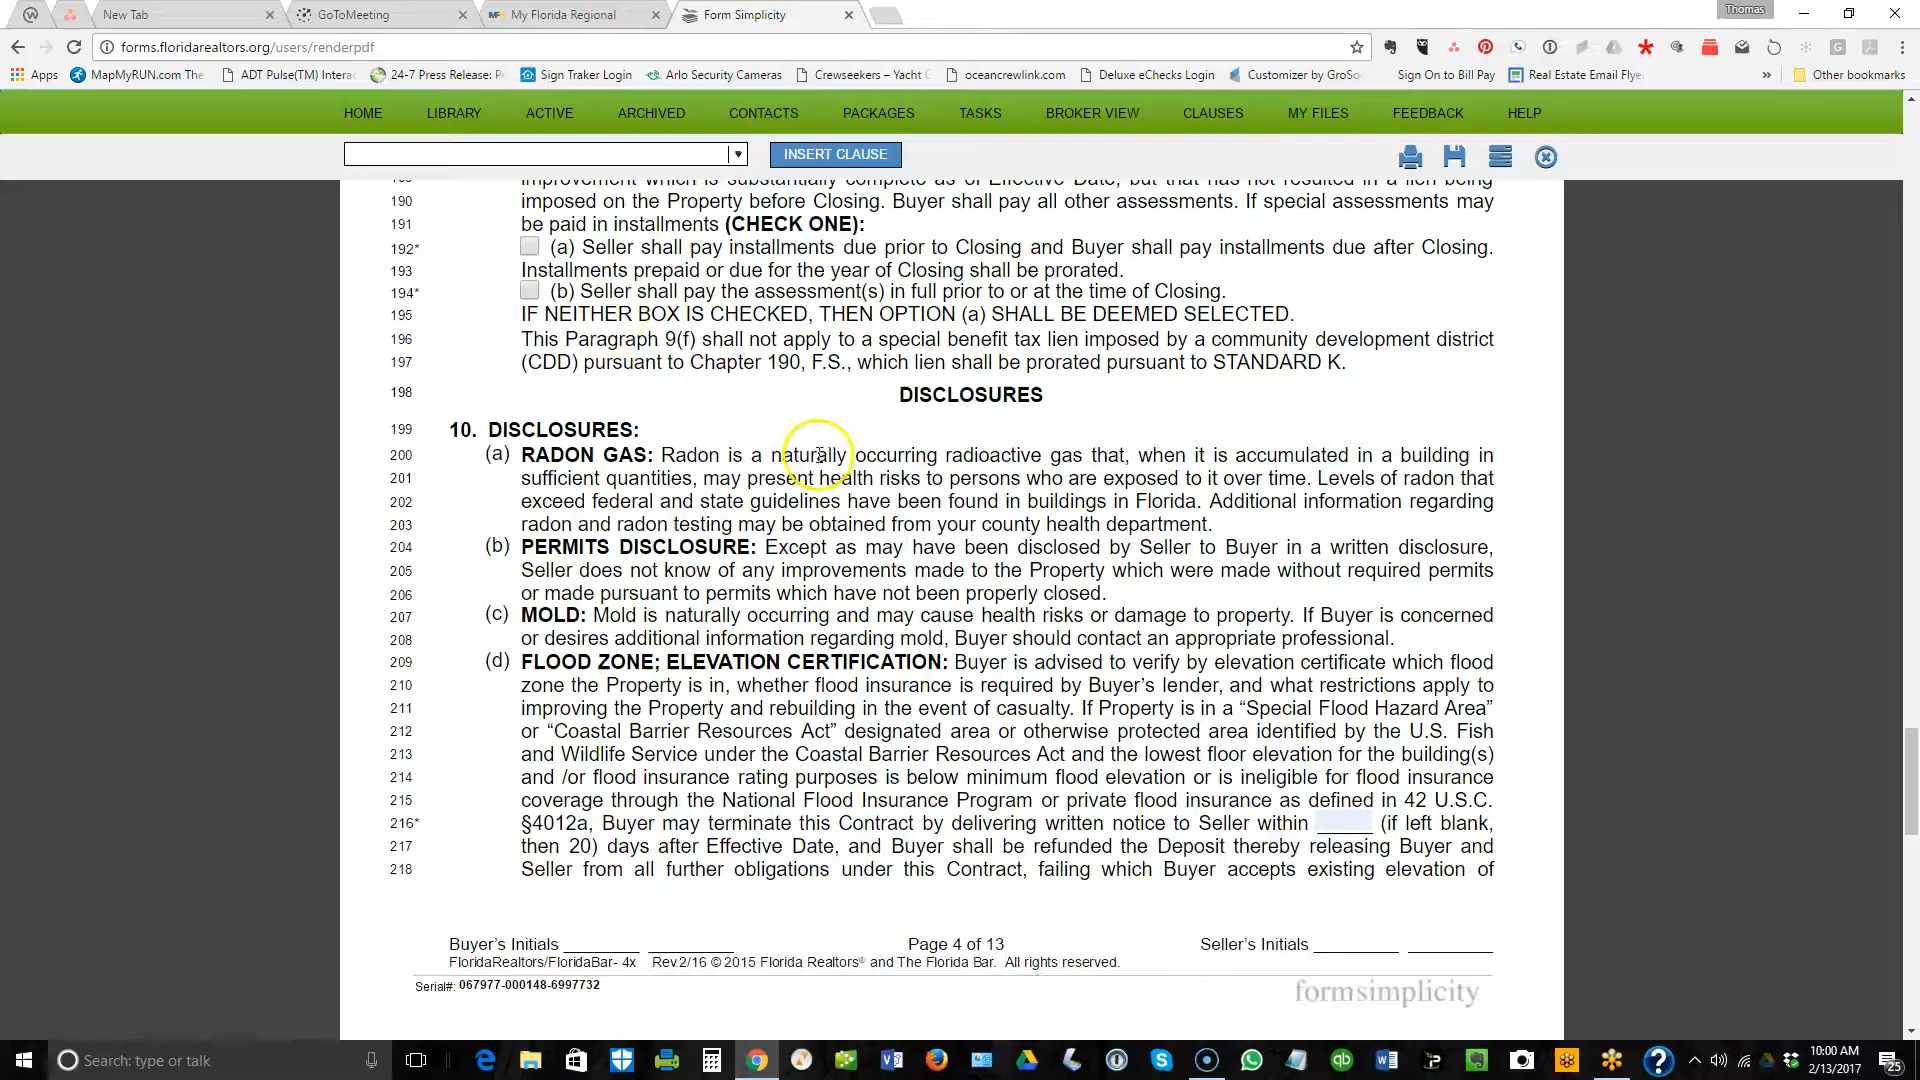 New Tab
GoToMeeting
My Florida Regional
Form Simplicity
Thomas
forms.floridarealtors.org/users/renderpdf
Apps
MapMyRUN.com The
ADT Pulse(TM) Intera
24-7 Press Release: P
Sign Traker Login
Arlo Security Cameras
Crewseekers – Yacht C
oceancrewlink.com
Deluxe eChecks Login
Customizer by GroSo
Sign On to Bill Pay
Real Estate Email Flye
»
Other bookmarks
HOME LIBRARY ACTIVE ARCHIVED CONTACTS PACKAGES TASKS BROKER VIEW CLAUSES MY FILES FEEDBACK HELP
INSERT CLAUSE
improvement which is substantially complete as of Effective Date, but that has not resulted in a lien being
190 imposed on the Property before Closing. Buyer shall pay all other assessments. If special assessments may
191 be paid in installments (CHECK ONE):
192* (a) Seller shall pay installments due prior to Closing and Buyer shall pay installments due after Closing.
193 Installments prepaid or due for the year of Closing shall be prorated.
194* (b) Seller shall pay the assessment(s) in full prior to or at the time of Closing.
195 IF NEITHER BOX IS CHECKED, THEN OPTION (a) SHALL BE DEEMED SELECTED.
196 This Paragraph 9(f) shall not apply to a special benefit tax lien imposed by a community development district
197 (CDD) pursuant to Chapter 190, F.S., which lien shall be prorated pursuant to STANDARD K.
198 DISCLOSURES
199 10. DISCLOSURES:
200 (a) RADON GAS: Radon is a naturally occurring radioactive gas that, when it is accumulated in a building in
201 sufficient quantities, may present health risks to persons who are exposed to it over time. Levels of radon that
202 exceed federal and state guidelines have been found in buildings in Florida. Additional information regarding
203 radon and radon testing may be obtained from your county health department.
204 (b) PERMITS DISCLOSURE: Except as may have been disclosed by Seller to Buyer in a written disclosure,
205 Seller does not know of any improvements made to the Property which were made without required permits
206 or made pursuant to permits which have not been properly closed.
207 (c) MOLD: Mold is naturally occurring and may cause health risks or damage to property. If Buyer is concerned
208 or desires additional information regarding mold, Buyer should contact an appropriate professional.
209 (d) FLOOD ZONE; ELEVATION CERTIFICATION: Buyer is advised to verify by elevation certificate which flood
210 zone the Property is in, whether flood insurance is required by Buyer's lender, and what restrictions apply to
211 improving the Property and rebuilding in the event of casualty. If Property is in a “Special Flood Hazard Area”
212 or “Coastal Barrier Resources Act” designated area or otherwise protected area identified by the U.S. Fish
213 and Wildlife Service under the Coastal Barrier Resources Act and the lowest floor elevation for the building(s)
214 and /or flood insurance rating purposes is below minimum flood elevation or is ineligible for flood insurance
215 coverage through the National Flood Insurance Program or private flood insurance as defined in 42 U.S.C.
216* §4012a, Buyer may terminate this Contract by delivering written notice to Seller within _____ (if left blank,
217 then 20) days after Effective Date, and Buyer shall be refunded the Deposit thereby releasing Buyer and
218 Seller from all further obligations under this Contract, failing which Buyer accepts existing elevation of
Buyer's Initials ________ ________ Page 4 of 13 Seller's Initials ________ ________
FloridaRealtors/FloridaBar- 4x Rev.2/16 © 2015 Florida Realtors® and The Florida Bar. All rights reserved.
Serial#: 067977-000148-6997732
formsimplicity
Search: type or talk
10:00 AM
2/13/2017
25